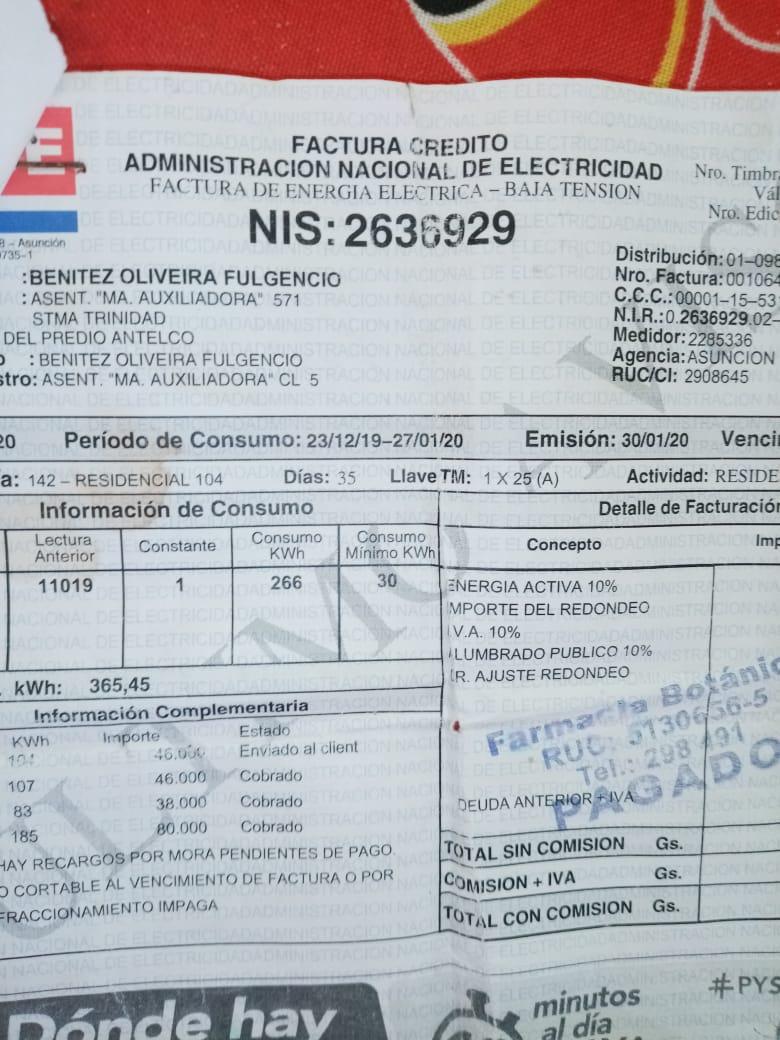 FACTURA CREDITO
ADMINISTRACION NACIONAL DE ELECTRICIDAD
FACTURA DE ENERGIA ELECTRICA – BAJA TENSION
NIS: 2636929
Nro. Timbra
Vál
Nro. Edic
– Asunción
0735-1
:BENITEZ OLIVEIRA FULGENCIO
: ASENT. "MA. AUXILIADORA" 571
STMA TRINIDAD
DEL PREDIO ANTELCO
: BENITEZ OLIVEIRA FULGENCIO
stro: ASENT. "MA. AUXILIADORA" CL 5
Distribución: 01–098
Nro. Factura: 001064
C.C.C.: 00001–15–53
N.I.R.: 0.2636929.02–
Medidor: 2285336
Agencia: ASUNCION
RUC/CI: 2908645
20 Período de Consumo: 23/12/19–27/01/20 Emisión: 30/01/20 Vencim
a: 142 – RESIDENCIAL 104 Días: 35 Llave TM: 1 X 25 (A) Actividad: RESIDE
Información de Consumo
Lectura Anterior Constante Consumo KWh Consumo Mínimo KWh
11019 1 266 30
kWh: 365,45
Detalle de Facturación
Concepto Imp
ENERGIA ACTIVA 10%
MPORTE DEL REDONDEO
.V.A. 10%
LUMBRADO PUBLICO 10%
R. AJUSTE REDONDEO
Información Complementaria
KWh Importe Estado
46.000 Enviado al client
107 46.000 Cobrado
83 38.000 Cobrado
185 80.000 Cobrado
HAY RECARGOS POR MORA PENDIENTES DE PAGO.
O CORTABLE AL VENCIMIENTO DE FACTURA O POR
FRACCIONAMIENTO IMPAGA
Farmacia Botánic
RUC: 5130656-5
Tel.: 298 491
PAGADO
DEUDA ANTERIOR + IVA
TOTAL SIN COMISION Gs.
COMISION + IVA Gs.
TOTAL CON COMISION Gs.
Dónde hay
minutos
al día
#PYS